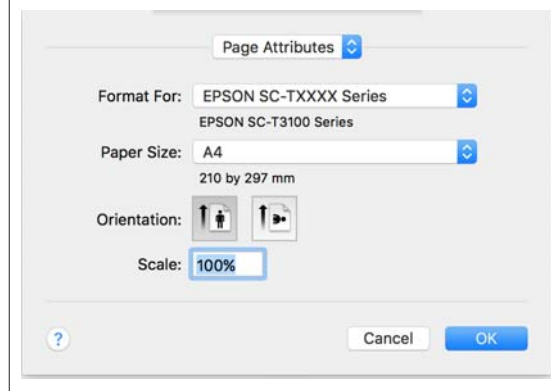 Page Attributes
Format For: EPSON SC-TXXXX Series
EPSON SC-T3100 Series
Paper Size: A4
210 by 297 mm
Orientation:
Scale: 100%
? Cancel OK